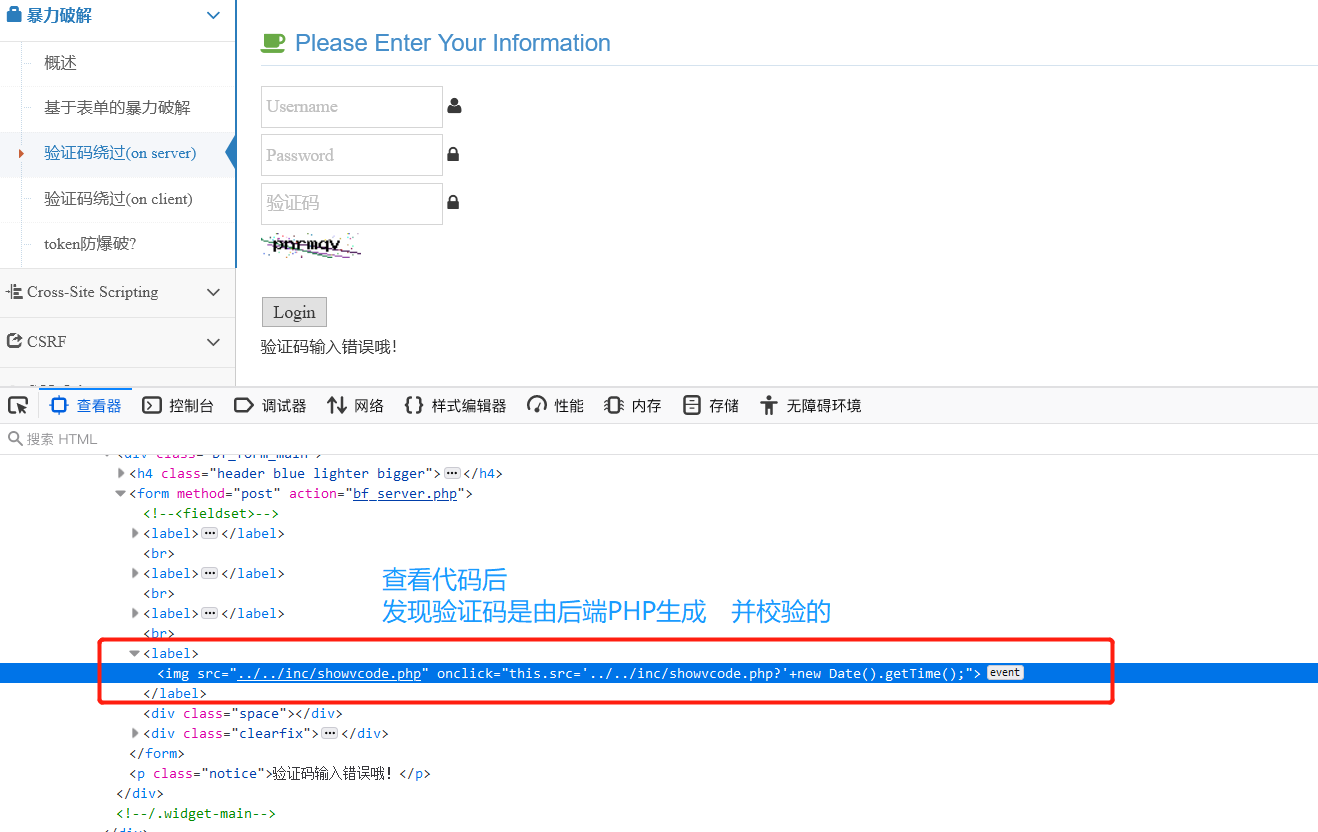 暴力破解
概述
基于表单的暴力破解
验证码绕过(on server)
验证码绕过(on client)
token防爆破?
Cross-Site Scripting
CSRF
Please Enter Your Information
Username
Password
验证码
pnrmqv
Login
验证码输入错误哦!
查看器 控制台 调试器 网络 {} 样式编辑器 性能 内存 存储 无障碍环境
搜索 HTML
<div class="bf_form_main">
<h4 class="header blue lighter bigger">⋯</h4>
<form method="post" action="bf_server.php">
<!--<fieldset>-->
<label>⋯</label>
<br>
<label>⋯</label>
<br>
<label>⋯</label>
<br>
<label>
<img src="../../inc/showvcode.php" onclick="this.src='../../inc/showvcode.php?'+new Date().getTime();"> event
</label>
<div class="space"></div>
<div class="clearfix">⋯</div>
</form>
<p class="notice">验证码输入错误哦!</p>
</div>
<!--/.widget-main-->
</div>
查看代码后
发现验证码是由后端PHP生成 并校验的